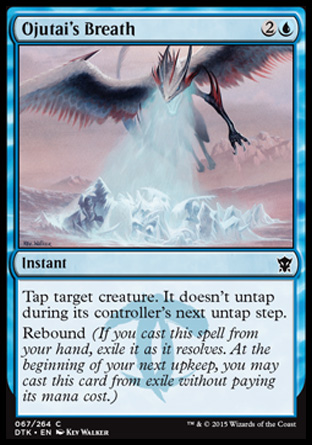 Ojutai's Breath 2
Instant
Tap target creature. It doesn't untap
during its controller's next untap step.
Rebound (If you cast this spell from
your hand, exile it as it resolves. At the
beginning of your next upkeep, you may
cast this card from exile without paying
its mana cost.)
067/264 C
DTK • EN Kev Walker
™ & © 2015 Wizards of the Coast